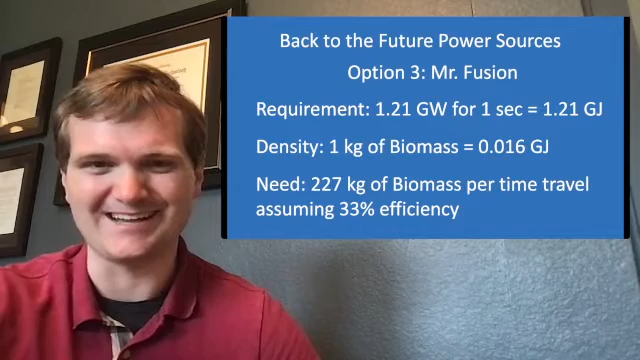 Back to the Future Power Sources
Option 3: Mr. Fusion
Requirement: 1.21 GW for 1 sec = 1.21 GJ
Density: 1 kg of Biomass = 0.016 GJ
Need: 227 kg of Biomass per time travel
assuming 33% efficiency